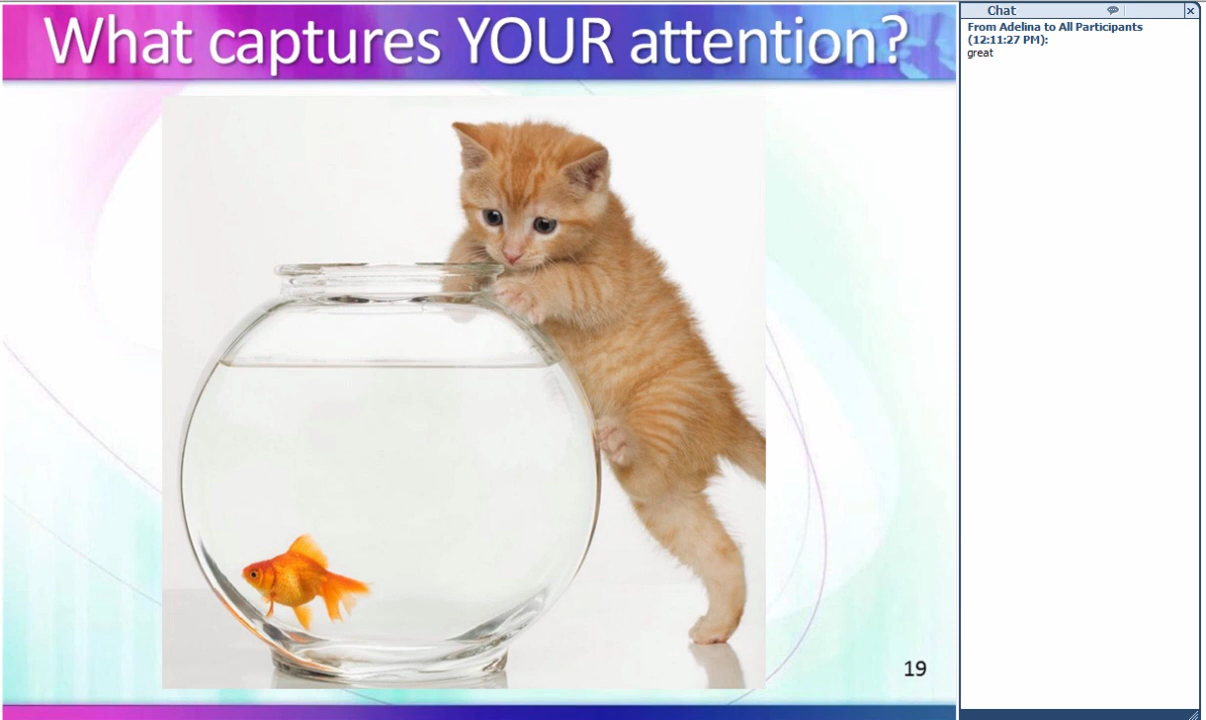 What captures YOUR attention?
19
Chat
From Adelina to All Participants
(12:11:27 PM):
great